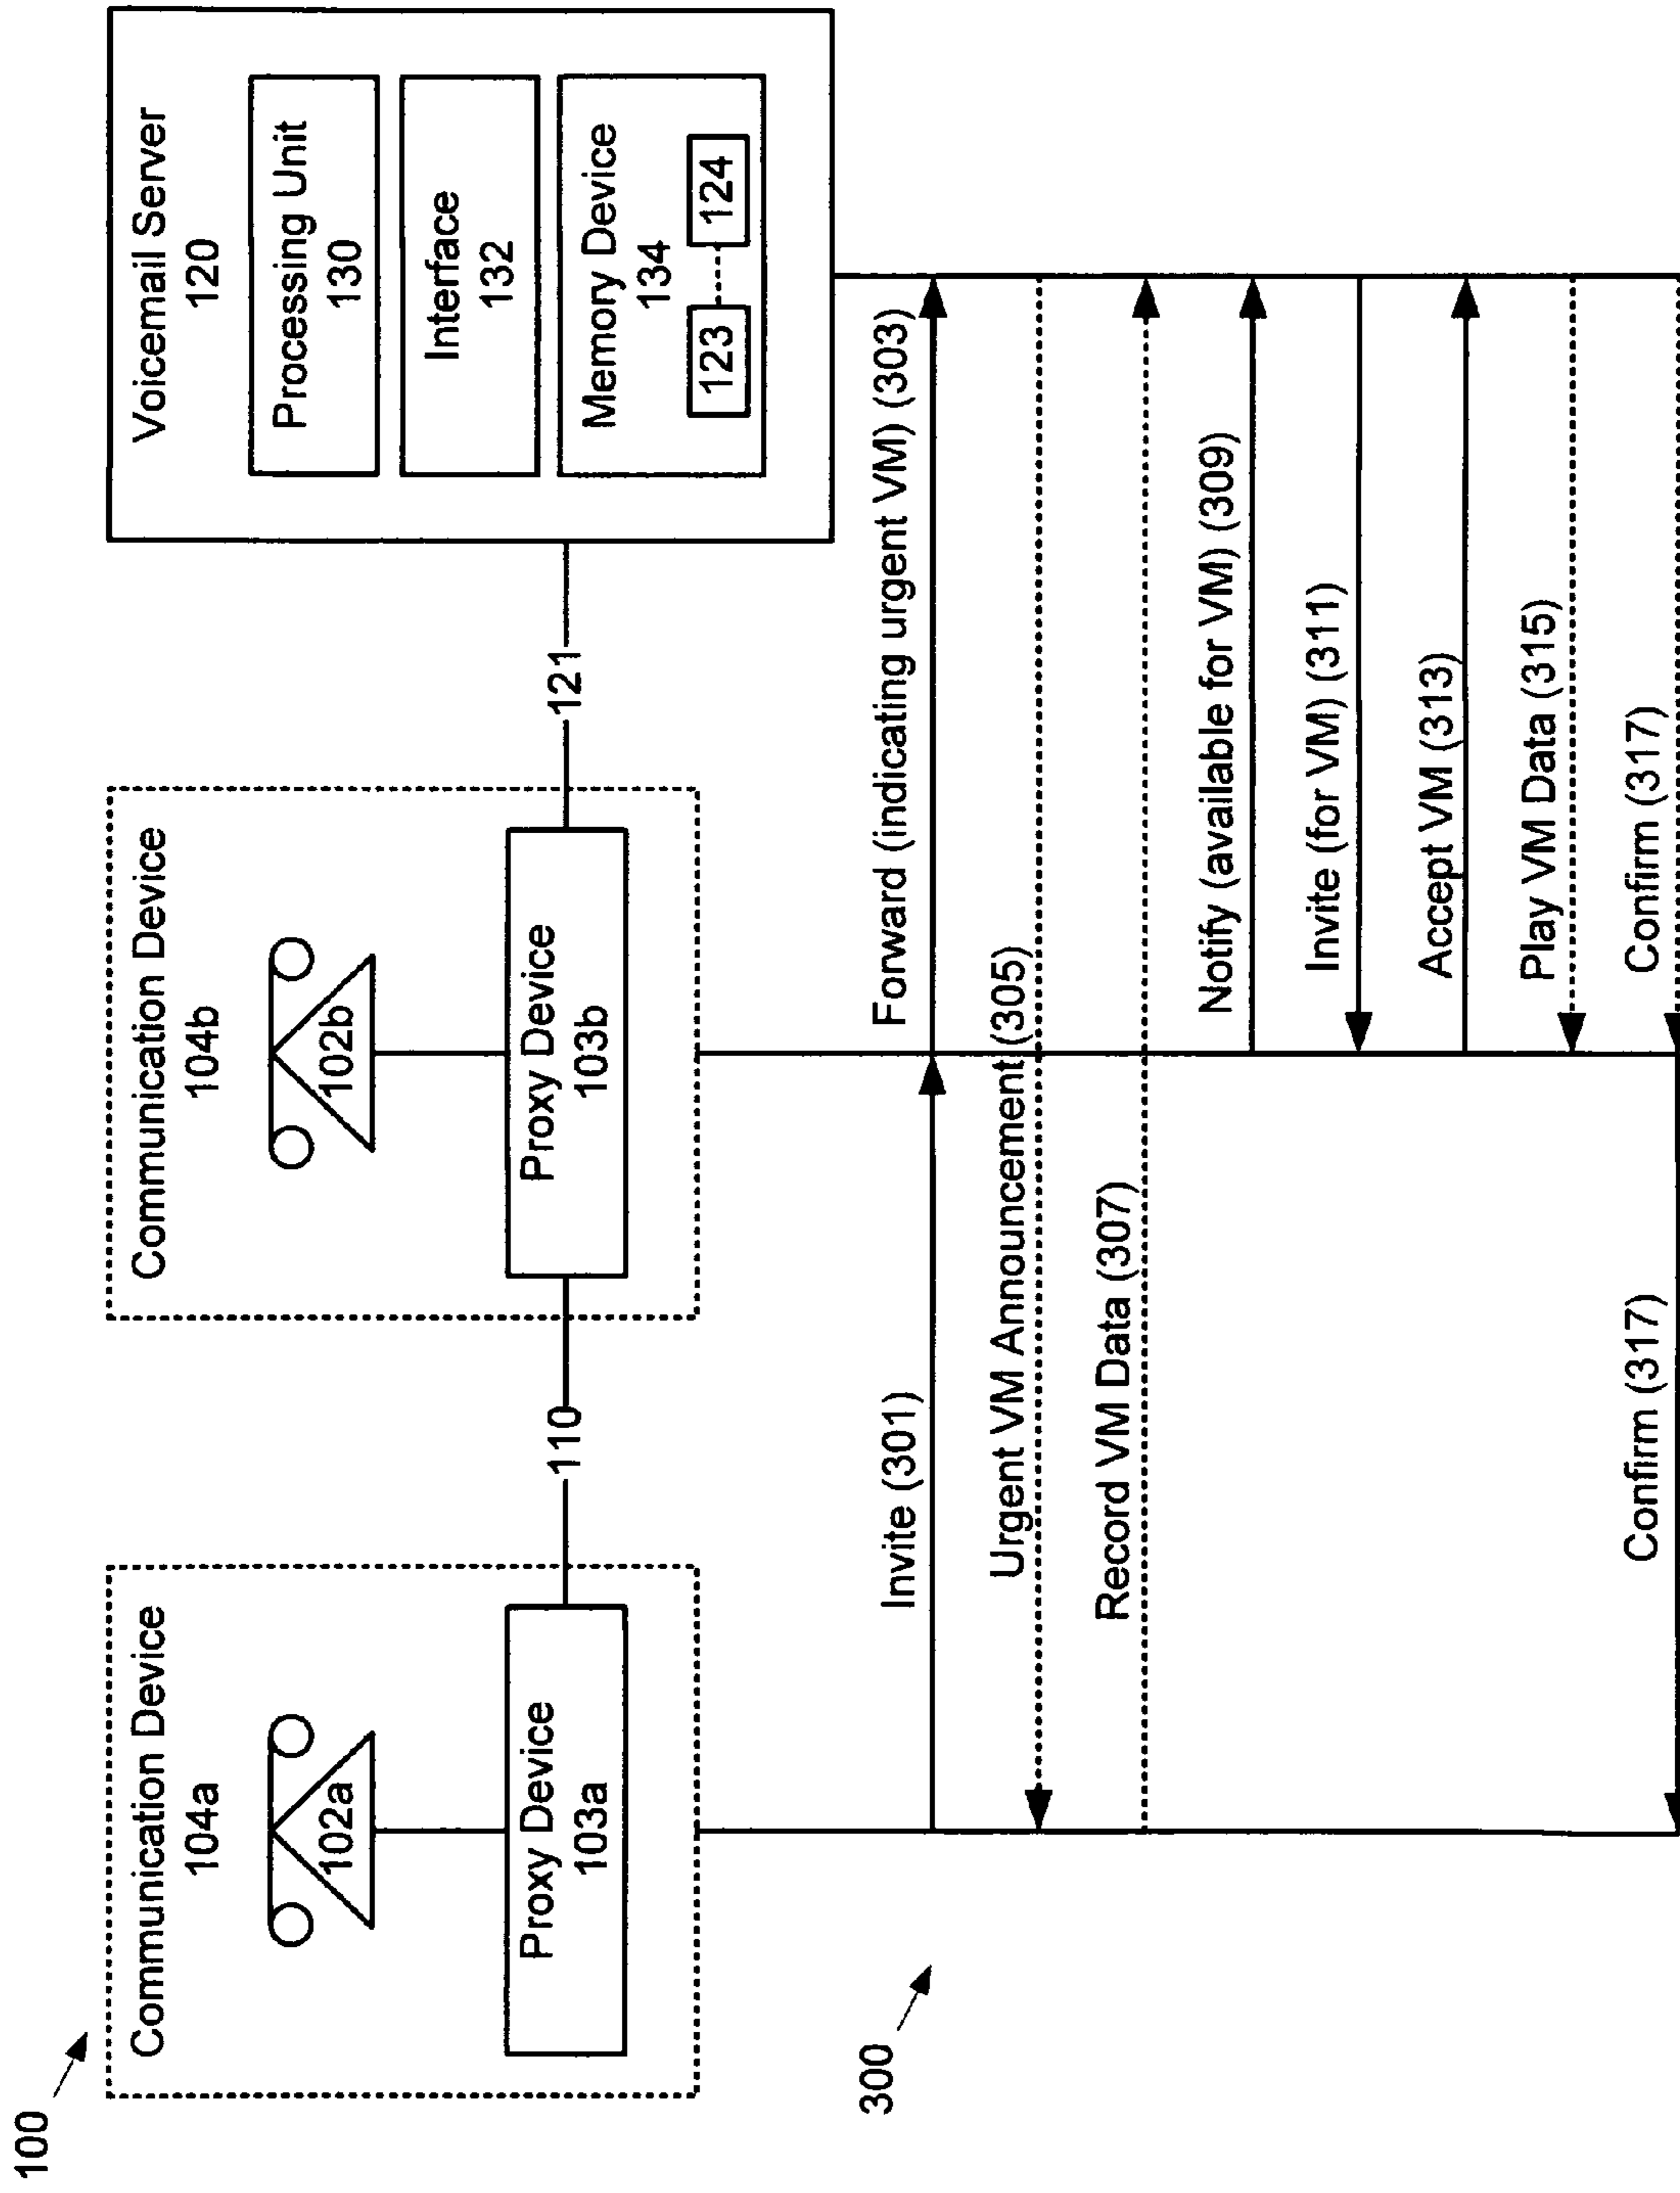 100
Communication Device
104a
102a
Proxy Device
103a
110
Communication Device
104b
102b
Proxy Device
103b
121
Voicemail Server
120
Processing Unit
130
Interface
132
Memory Device
134
123
124
300
Invite (301)
Forward (indicating urgent VM) (303)
Urgent VM Announcement (305)
Record VM Data (307)
Notify (available for VM) (309)
Invite (for VM) (311)
Accept VM (313)
Play VM Data (315)
Confirm (317)
Confirm (317)